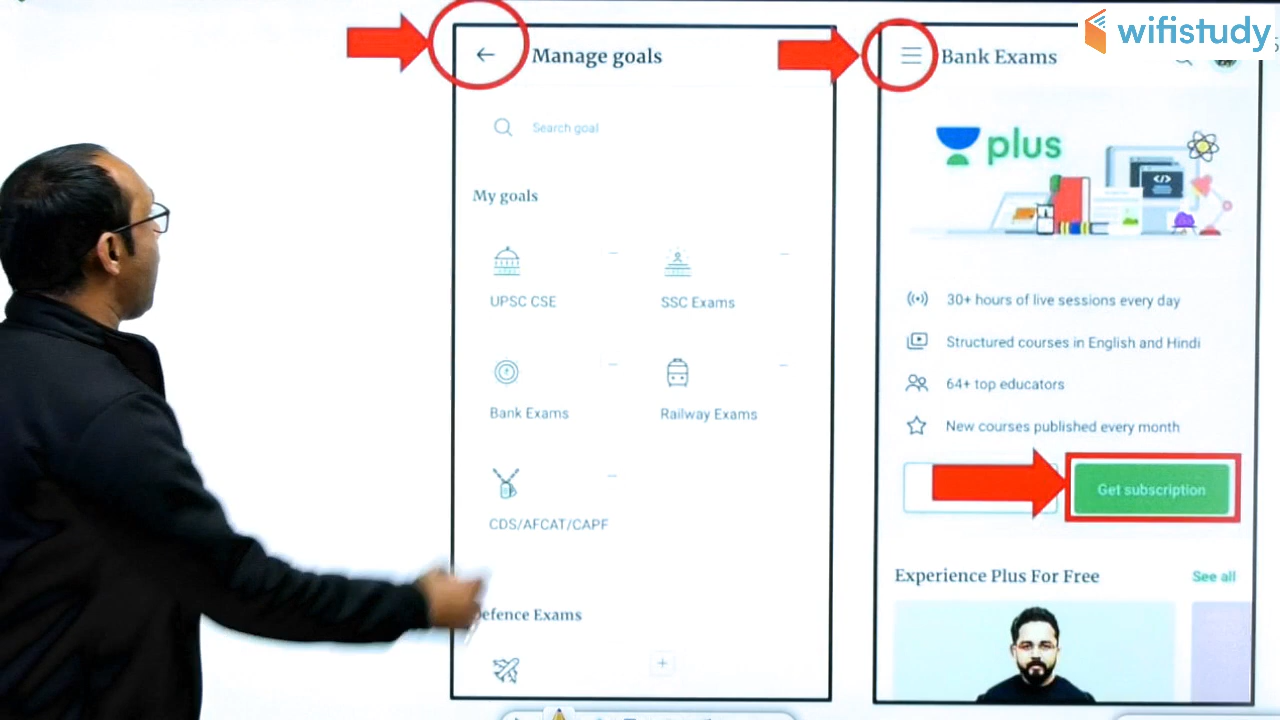 wifistudy
Manage goals
Search goal
My goals
UPSC CSE
SSC Exams
Bank Exams
Railway Exams
CDS/AFCAT/CAPF
efence Exams
Bank Exams
plus
30+ hours of live sessions every day
Structured courses in English and Hindi
64+ top educators
New courses published every month
Get subscription
Experience Plus For Free
See all